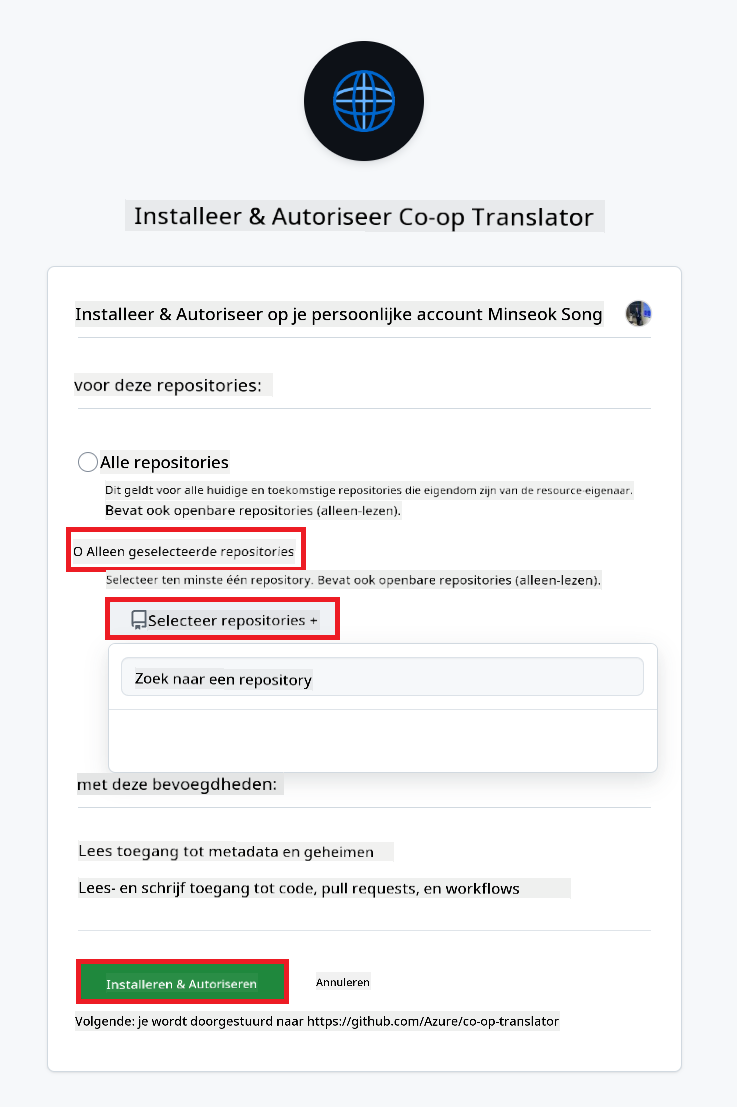 Installeer & Autoriseer Co-op Translator
Installeer & Autoriseer op je persoonlijke account Minseok Song
voor deze repositories:
Alle repositories
Dit geldt voor alle huidige en toekomstige repositories die eigendom zijn van de resource-eigenaar.
Bevat ook openbare repositories (alleen-lezen).
O Alleen geselecteerde repositories
Selecteer ten minste één repository. Bevat ook openbare repositories (alleen-lezen).
Selecteer repositories +
Zoek naar een repository
met deze bevoegdheden:
Lees toegang tot metadata en geheimen
Lees- en schrijf toegang tot code, pull requests, en workflows
Installeren & Autoriseren
Annuleren
Volgende: je wordt doorgestuurd naar https://github.com/Azure/co-op-translator